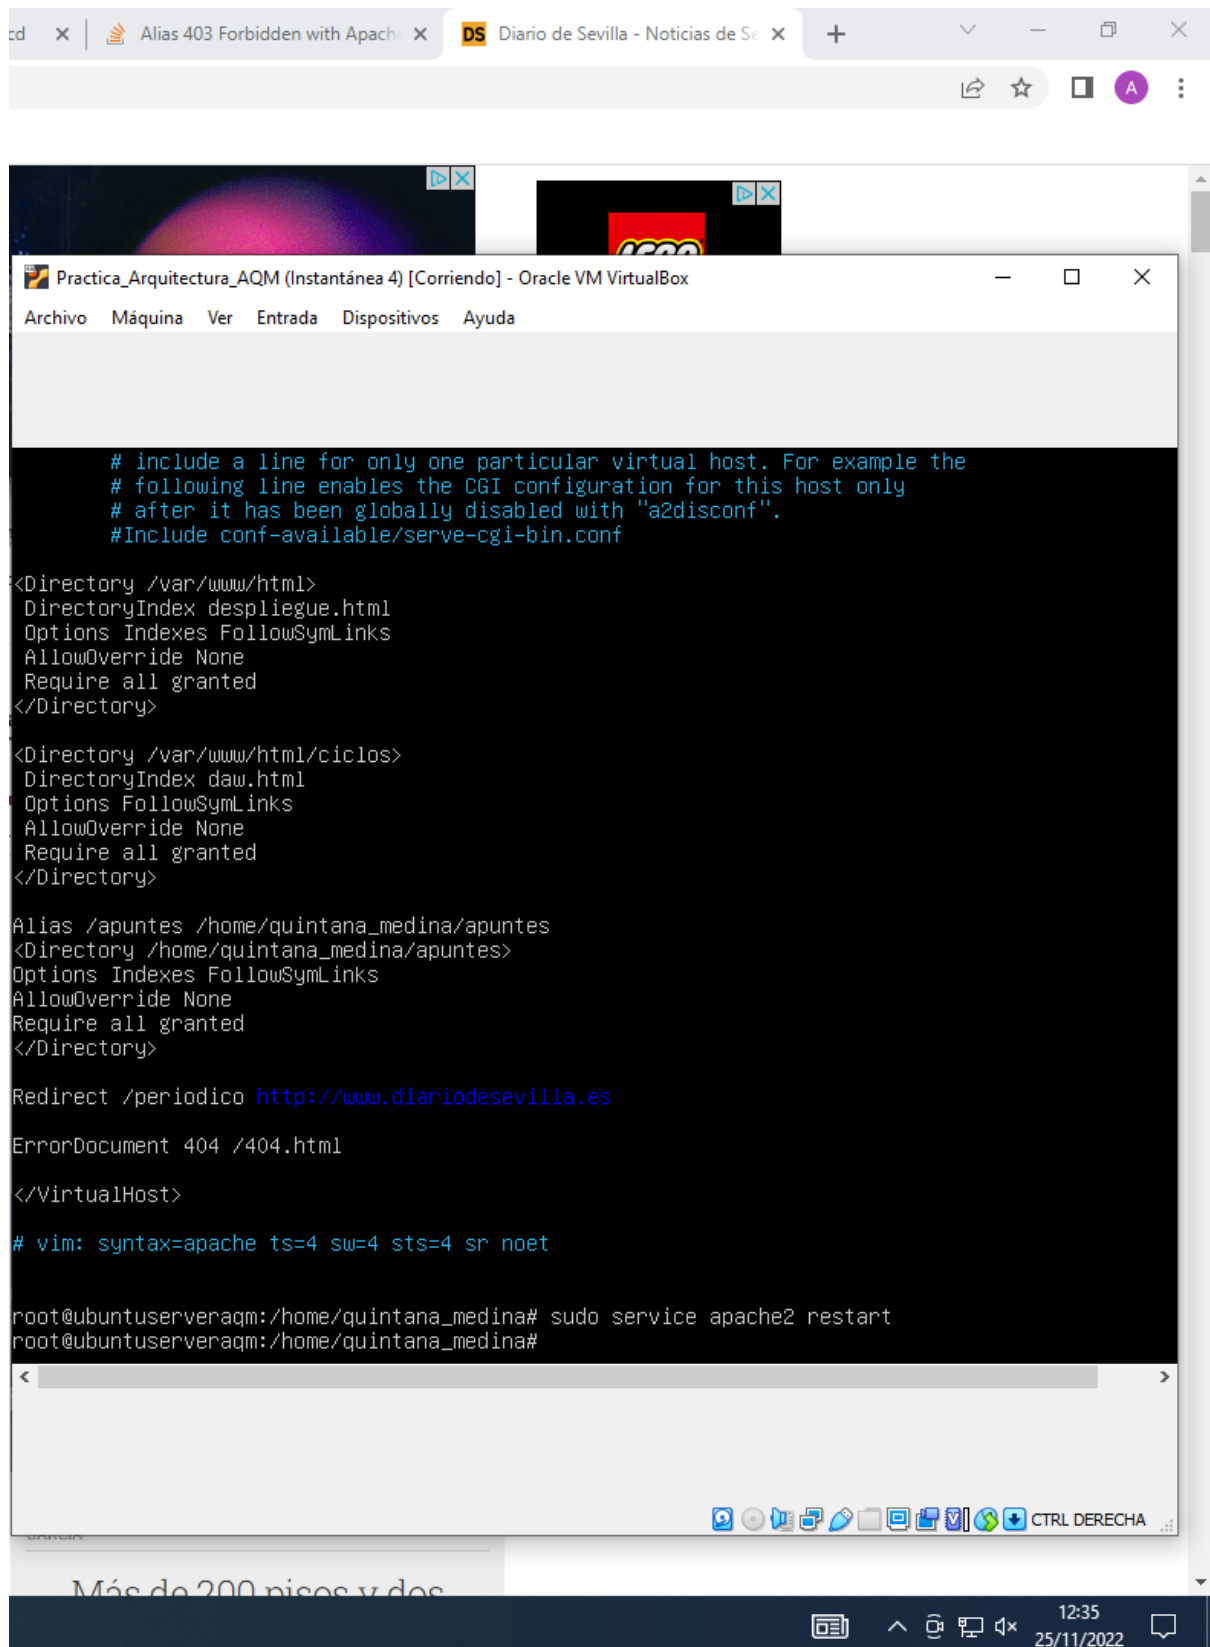 cd
Alias 403 Forbidden with Apach
DS Diario de Sevilla - Noticias de Se
A
LEGO
Practica_Arquitectura_AQM (Instantánea 4) [Corriendo] - Oracle VM VirtualBox
Archivo Máquina Ver Entrada Dispositivos Ayuda
# include a line for only one particular virtual host. For example the
# following line enables the CGI configuration for this host only
# after it has been globally disabled with "a2disconf".
#Include conf-available/serve-cgi-bin.conf
<Directory /var/www/html>
DirectoryIndex despliegue.html
Options Indexes FollowSymLinks
AllowOverride None
Require all granted
</Directory>
<Directory /var/www/html/ciclos>
DirectoryIndex daw.html
Options FollowSymLinks
AllowOverride None
Require all granted
</Directory>
Alias /apuntes /home/quintana_medina/apuntes
<Directory /home/quintana_medina/apuntes>
Options Indexes FollowSymLinks
AllowOverride None
Require all granted
</Directory>
Redirect /periodico http://www.diariodesevilla.es
ErrorDocument 404 /404.html
</VirtualHost>
# vim: syntax=apache ts=4 sw=4 sts=4 sr noet
root@ubuntuserveraqm:/home/quintana_medina# sudo service apache2 restart
root@ubuntuserveraqm:/home/quintana_medina#
CTRL DERECHA
Más de 200 pisos y dos
12:35
25/11/2022